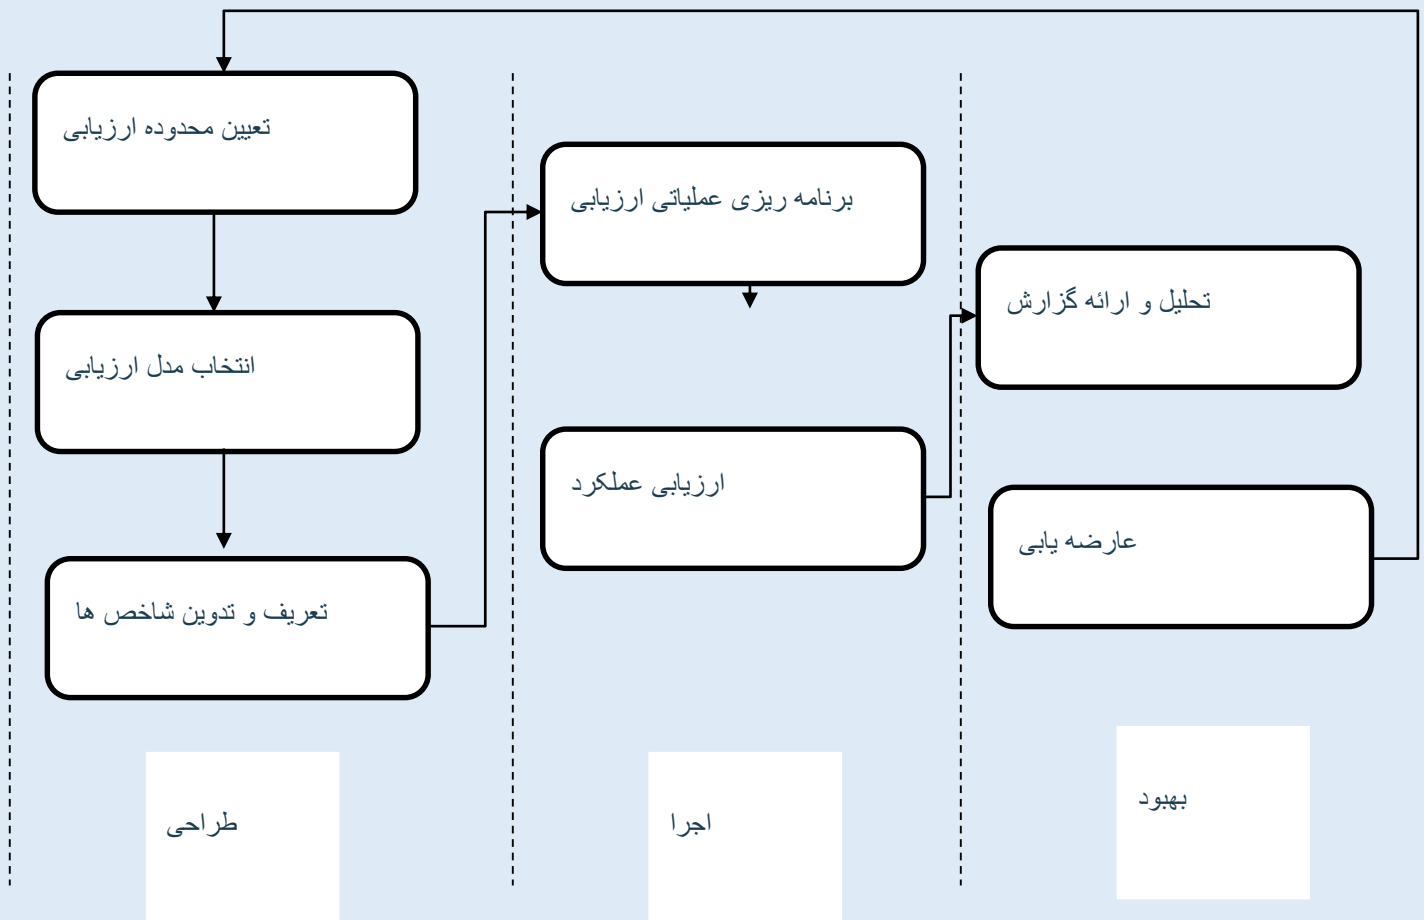 تعیین محدوده ارزیابی
انتخاب مدل ارزیابی
تعریف و تدوین شاخص ها
طراحی
برنامه ریزی عملیاتی ارزیابی
ارزیابی عملکرد
اجرا
تحلیل و ارائه گزارش
عارضه یابی
بهبود